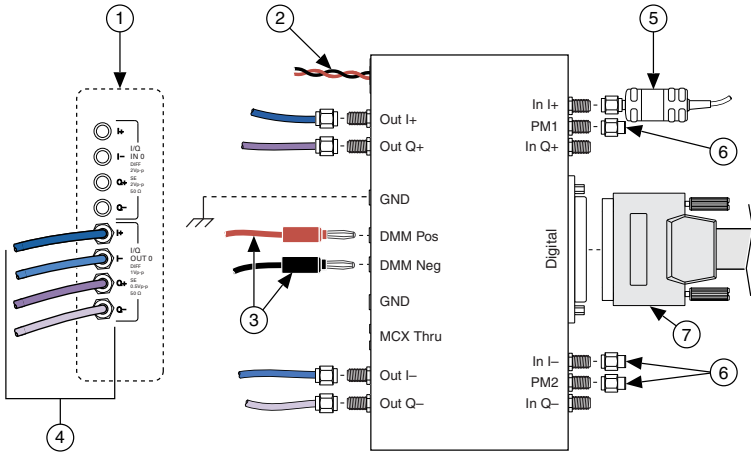 1
2
5
I+
I–
I/Q
IN 0
DIFF
2Vp-p
Q+
SE
2Vp-p
50 Ω
Q–
I+
I–
I/Q
OUT 0
DIFF
1Vp-p
Q+
SE
0.5Vp-p
50 Ω
Q–
4
3
Out I+
Out Q+
GND
DMM Pos
DMM Neg
GND
MCX Thru
Out I–
Out Q–
In I+
PM1
In Q+
Digital
In I–
PM2
In Q–
6
7
6